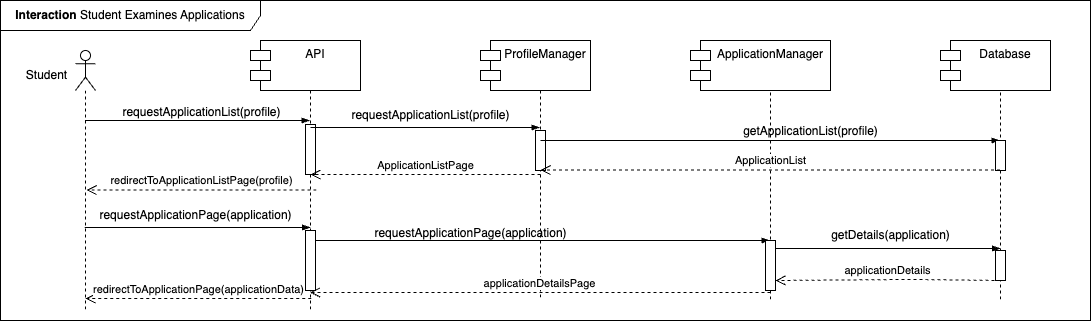 Interaction Student Examines Applications
Student
API
ProfileManager
ApplicationManager
Database
requestApplicationList(profile)
requestApplicationList(profile)
getApplicationList(profile)
ApplicationList
ApplicationListPage
redirectToApplicationListPage(profile)
requestApplicationPage(application)
requestApplicationPage(application)
getDetails(application)
applicationDetails
applicationDetailsPage
redirectToApplicationPage(applicationData)